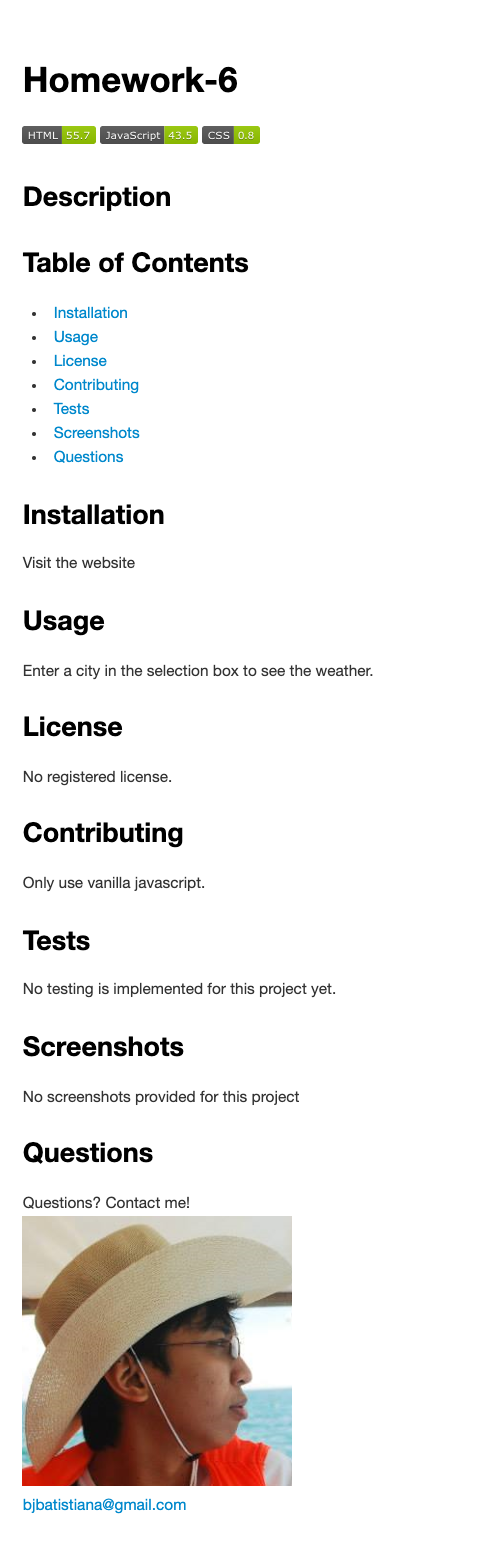 Homework-6
HTML 55.7 JavaScript 43.5 CSS 0.8
Description
Table of Contents
• Installation
• Usage
• License
• Contributing
• Tests
• Screenshots
• Questions
Installation
Visit the website
Usage
Enter a city in the selection box to see the weather.
License
No registered license.
Contributing
Only use vanilla javascript.
Tests
No testing is implemented for this project yet.
Screenshots
No screenshots provided for this project
Questions
Questions? Contact me!
bjbatistiana@gmail.com